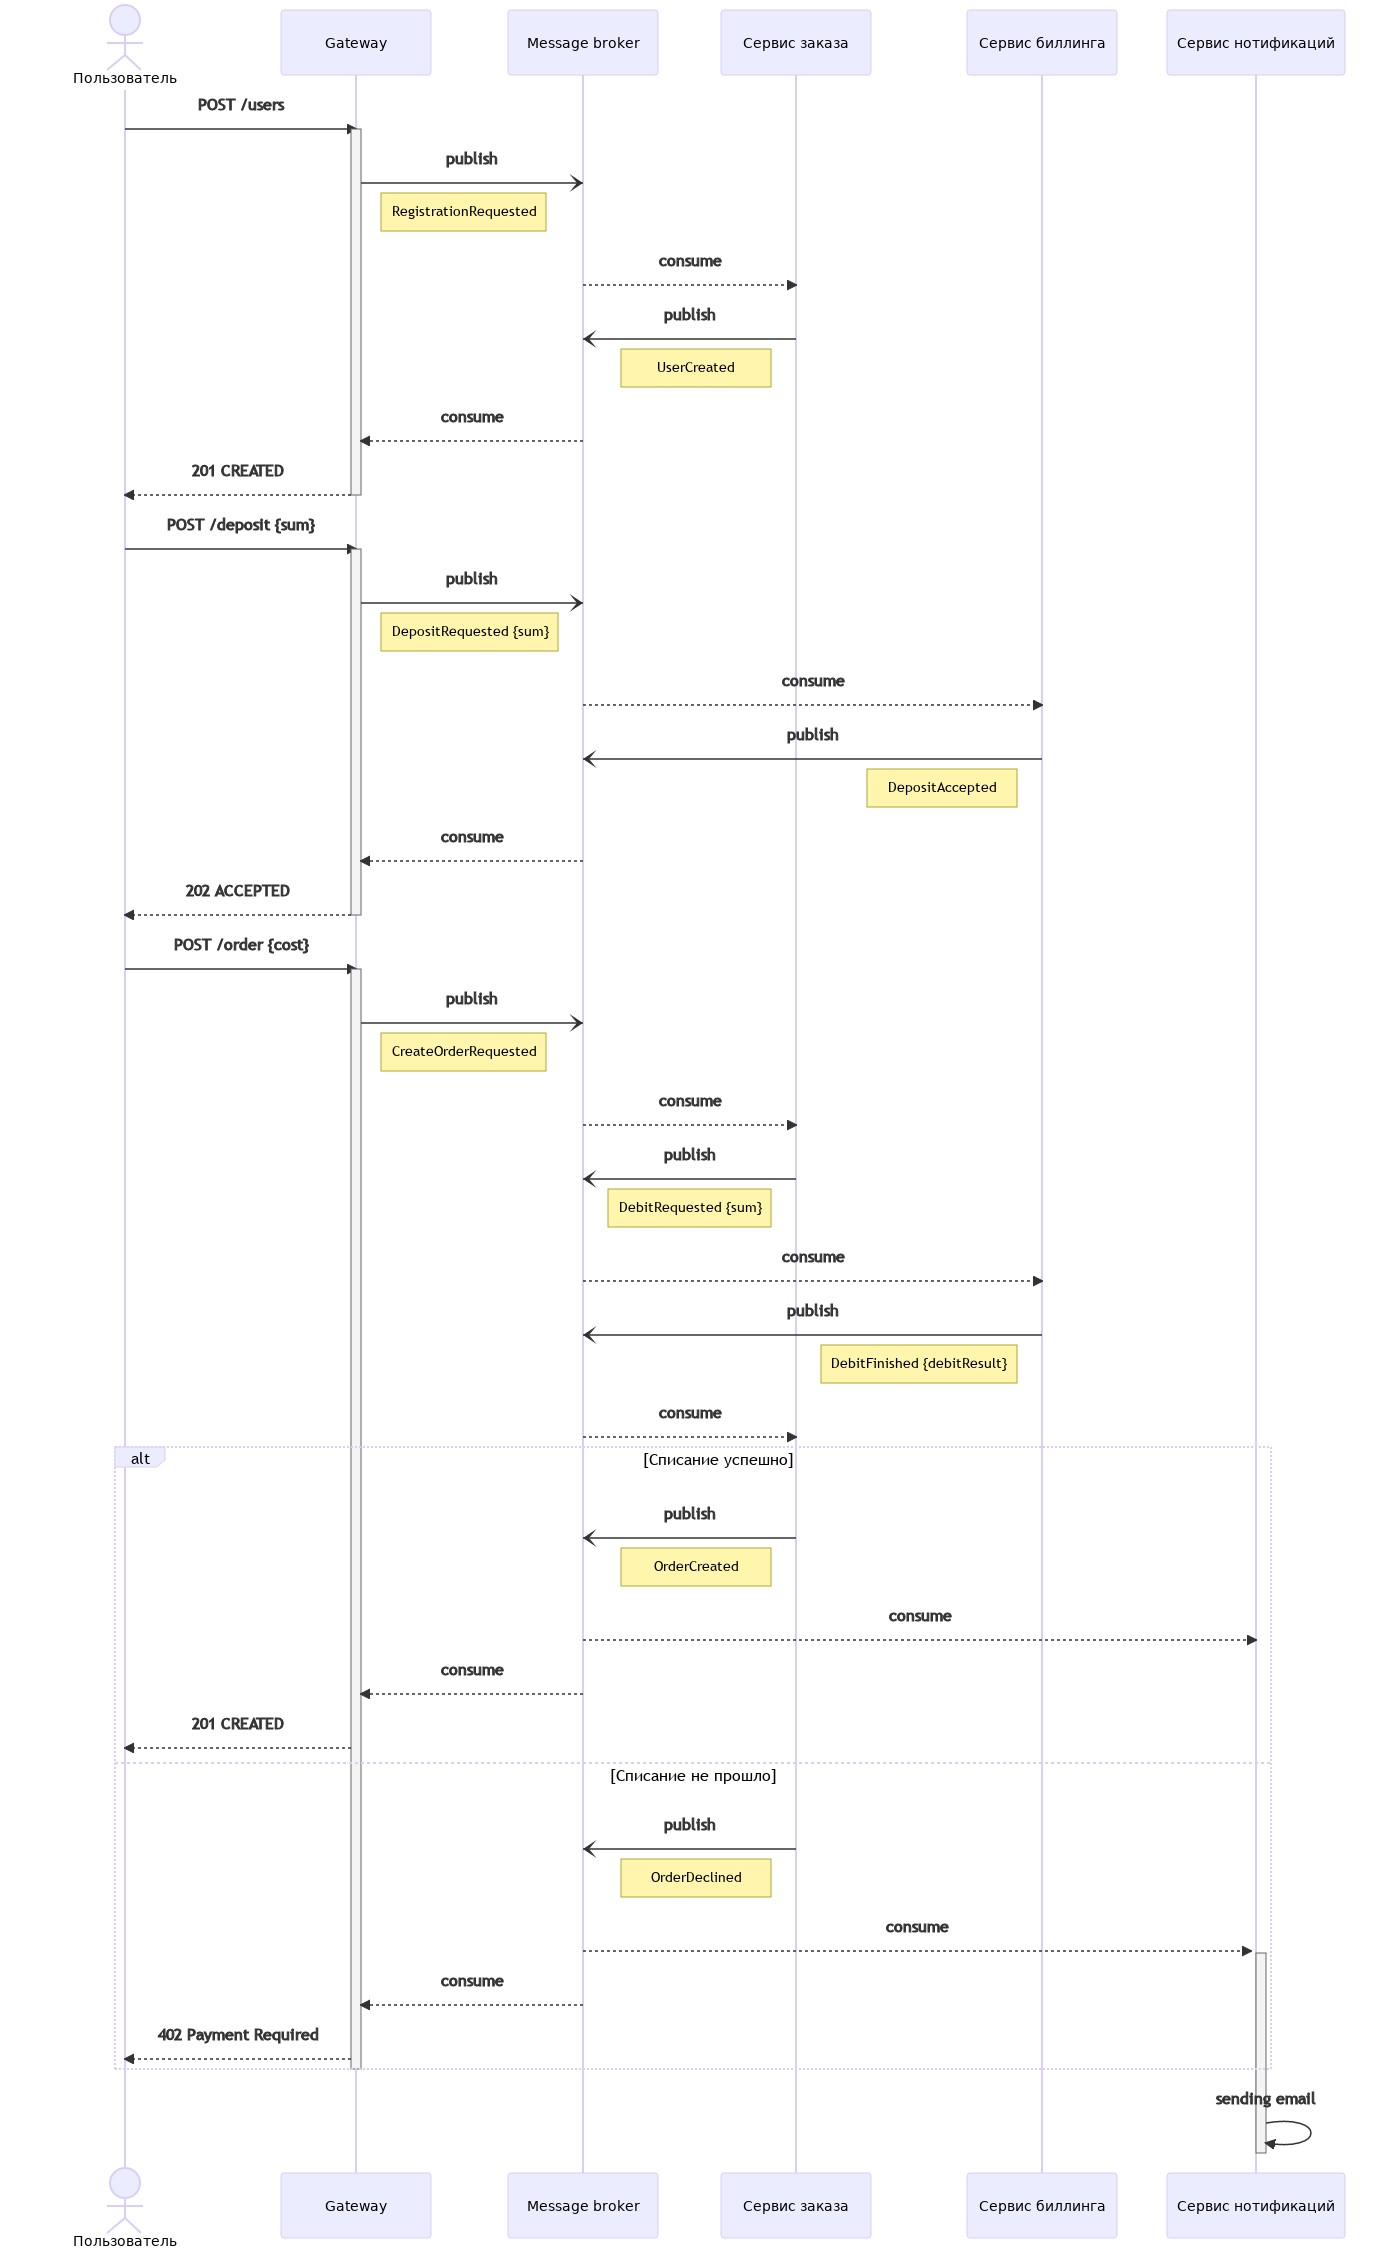 Пользователь
Gateway
Message broker
Сервис заказа
Сервис биллинга
Сервис нотификаций
POST /users
publish
RegistrationRequested
consume
publish
UserCreated
consume
201 CREATED
POST /deposit {sum}
publish
DepositRequested {sum}
consume
publish
DepositAccepted
consume
202 ACCEPTED
POST /order {cost}
publish
CreateOrderRequested
consume
publish
DebitRequested {sum}
consume
publish
DebitFinished {debitResult}
consume
alt
[Списание успешно]
publish
OrderCreated
consume
consume
201 CREATED
[Списание не прошло]
publish
OrderDeclined
consume
consume
402 Payment Required
sending email
Пользователь
Gateway
Message broker
Сервис заказа
Сервис биллинга
Сервис нотификаций